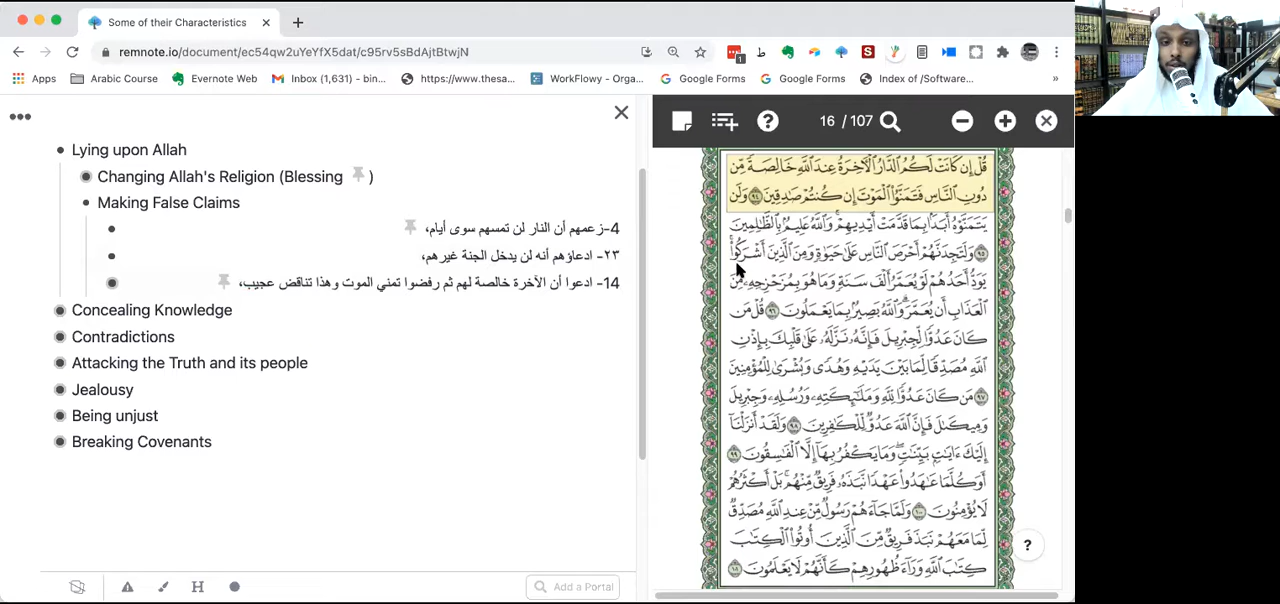 Some of their Characteristics
remnote.io/document/ec54qw2uYeYfX5dat/c95rv5sBdAjtBtwjN
Apps
Arabic Course
Evernote Web
Inbox (1,631) - bin...
https://www.thesa...
WorkFlowy - Orga...
Google Forms
Google Forms
Index of /Software...
»
Lying upon Allah
Changing Allah's Religion (Blessing )
Making False Claims
4-زعمهم أن النار لن تمسهم سوى أيام،
٢٣- ادعاؤهم أنه لن يدخل الجنة غيرهم،
14- ادعوا أن الآخرة خالصة لهم ثم رفضوا تمني الموت وهذا تناقض عجيب،
Concealing Knowledge
Contradictions
Attacking the Truth and its people
Jealousy
Being unjust
Breaking Covenants
H
Add a Portal
16 / 107
قُلْ إِن كَانَتْ لَكُمُ الدَّارُ الْآخِرَةُ عِندَ اللَّهِ خَالِصَةً مِّن
دُونِ النَّاسِ فَتَمَنَّوُا الْمَوْتَ إِن كُنتُمْ صَادِقِينَ ٩٤ وَلَن
يَتَمَنَّوْهُ أَبَدًا بِمَا قَدَّمَتْ أَيْدِيهِمْ وَاللَّهُ عَلِيمٌ بِالظَّالِمِينَ
٩٥ وَلَتَجِدَنَّهُمْ أَحْرَصَ النَّاسِ عَلَىٰ حَيَاةٍ وَمِنَ الَّذِينَ أَشْرَكُوا
يَوَدُّ أَحَدُهُمْ لَوْ يُعَمَّرُ أَلْفَ سَنَةٍ وَمَا هُوَ بِمُزَحْزِحِهِ مِنَ
الْعَذَابِ أَن يُعَمَّرَ وَاللَّهُ بَصِيرٌ بِمَا يَعْمَلُونَ ٩٦ قُلْ مَن
كَانَ عَدُوًّا لِّجِبْرِيلَ فَإِنَّهُ نَزَّلَهُ عَلَىٰ قَلْبِكَ بِإِذْنِ
اللَّهِ مُصَدِّقًا لِّمَا بَيْنَ يَدَيْهِ وَهُدًى وَبُشْرَىٰ لِلْمُؤْمِنِينَ
٩٧ مَن كَانَ عَدُوًّا لِّلَّهِ وَمَلَائِكَتِهِ وَرُسُلِهِ وَجِبْرِيلَ
وَمِيكَالَ فَإِنَّ اللَّهَ عَدُوٌّ لِّلْكَافِرِينَ ٩٨ وَلَقَدْ أَنزَلْنَا
إِلَيْكَ آيَاتٍ بَيِّنَاتٍ وَمَا يَكْفُرُ بِهَا إِلَّا الْفَاسِقُونَ ٩٩
أَوَكُلَّمَا عَاهَدُوا عَهْدًا نَّبَذَهُ فَرِيقٌ مِّنْهُم بَلْ أَكْثَرُهُمْ
لَا يُؤْمِنُونَ ١٠٠ وَلَمَّا جَاءَهُمْ رَسُولٌ مِّنْ عِندِ اللَّهِ مُصَدِّقٌ
لِّمَا مَعَهُمْ نَبَذَ فَرِيقٌ مِّنَ الَّذِينَ أُوتُوا الْكِتَابَ
كِتَابَ اللَّهِ وَرَاءَ ظُهُورِهِمْ كَأَنَّهُمْ لَا يَعْلَمُونَ ١٠١
?